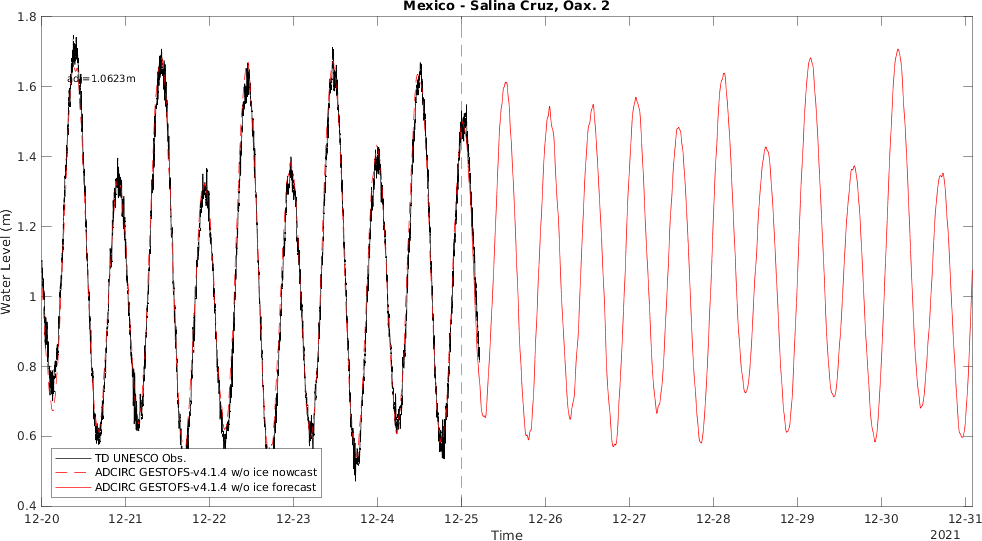 Mexico - Salina Cruz, Oax. 2
1.8
1.6
1.4
1.2
1
0.8
0.6
0.4
Water Level (m)
adj=1.0623m
TD UNESCO Obs.
ADCIRC GESTOFS-v4.1.4 w/o ice nowcast
ADCIRC GESTOFS-v4.1.4 w/o ice forecast
12-20 12-21 12-22 12-23 12-24 12-25 12-26 12-27 12-28 12-29 12-30 12-31
Time
2021